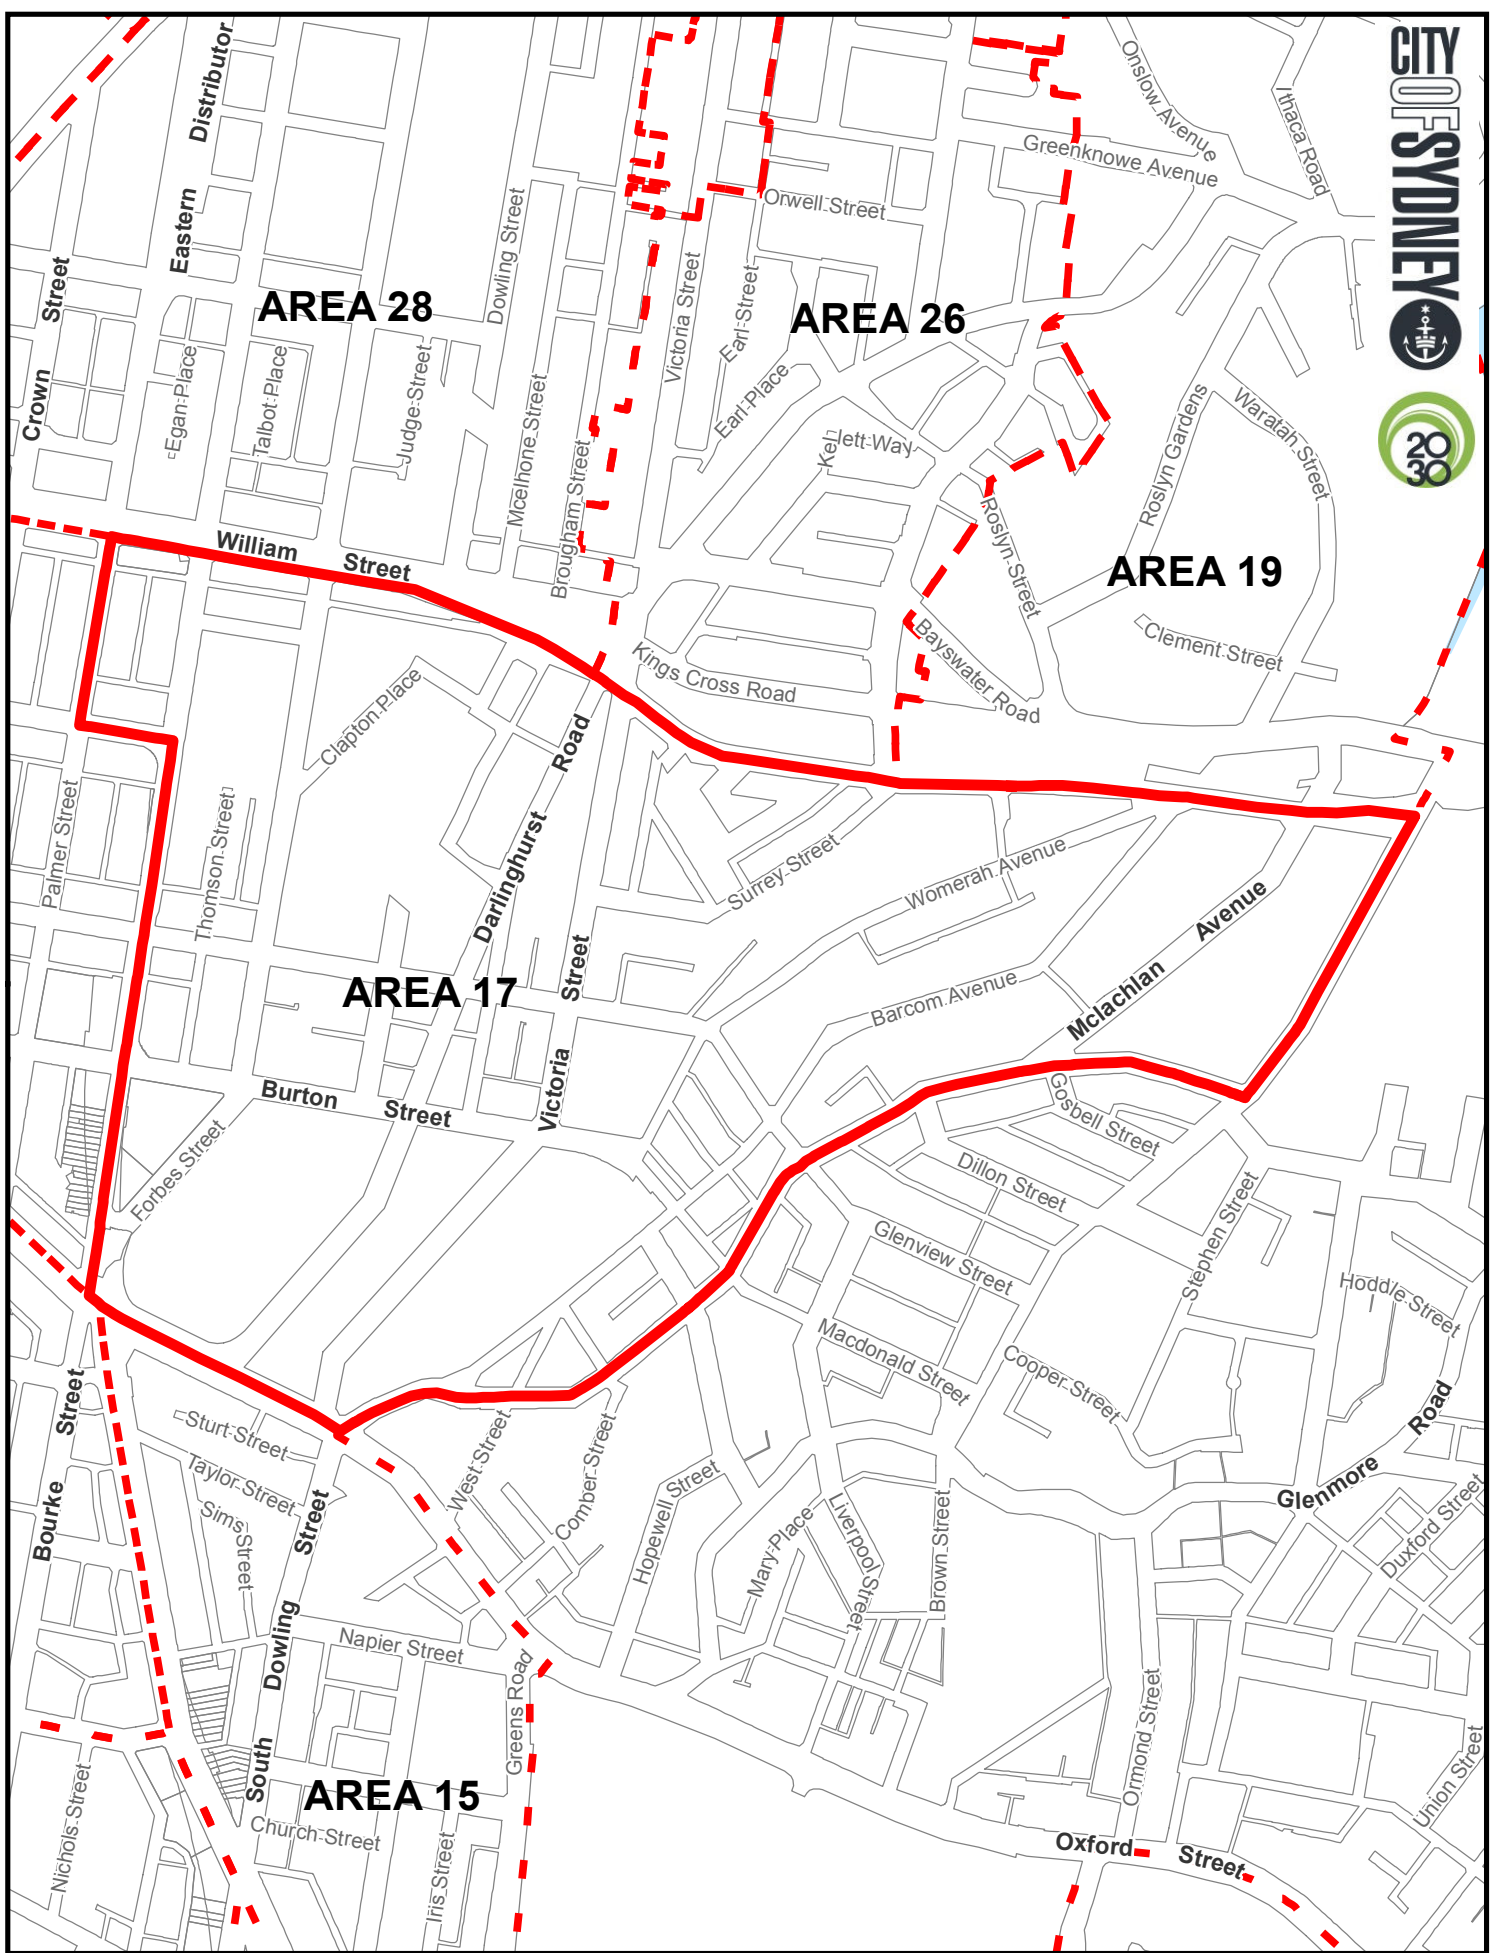 CITY OF SYDNEY
2030
Distributor
Eastern
Onslow Avenue
Ithaca Road
Greenknowe Avenue
Orwell Street
Dowling Street
Street
Crown
AREA 28
AREA 26
Victoria Street
Earl Street
Earl Place
Egan Place
Talbot Place
Judge Street
Mcelhone Street
Brougham Street
Kellett Way
Roslyn Gardens
Waratah Street
Roslyn Street
AREA 19
William Street
Clement Street
Bayswater Road
Kings Cross Road
Clapton Place
Darlinghurst Road
Palmer Street
Thomson Street
Surrey Street
Womerah Avenue
Mclachlan Avenue
AREA 17
Victoria Street
Barcom Avenue
Burton Street
Forbes Street
Gosbell Street
Dillon Street
Stephen Street
Glenview Street
Hoddle Street
Macdonald Street
Cooper Street
Glenmore Road
Bourke Street
Sturt Street
Taylor Street
Sims Street
South Dowling Street
West Street
Comber Street
Hopewell Street
Mary Place
Liverpool Street
Brown Street
Duxford Street
Napier Street
Greens Road
Ormond Street
Union Street
Nichols Street
AREA 15
Church Street
Iris Street
Oxford Street